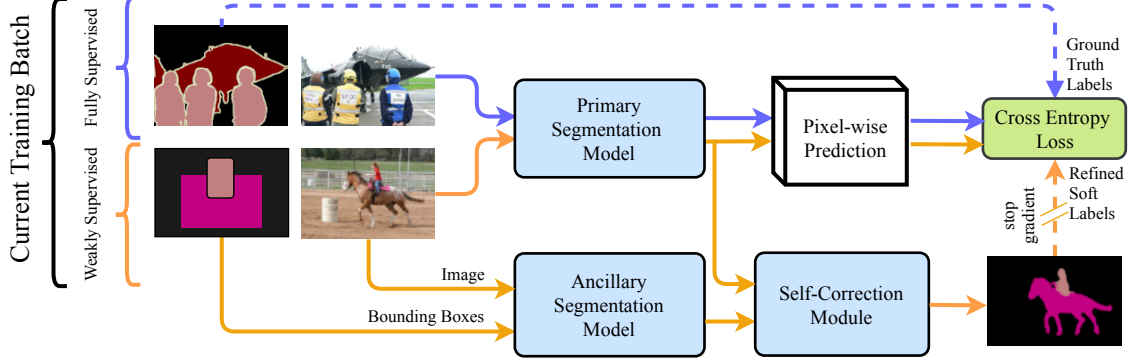 Current Training Batch
Fully Supervised
Weakly Supervised
Primary
Segmentation
Model
Pixel-wise
Prediction
Ground
Truth
Labels
Cross Entropy
Loss
Refined
Soft
Labels
stop
gradient
Image
Bounding Boxes
Ancillary
Segmentation
Model
Self-Correction
Module